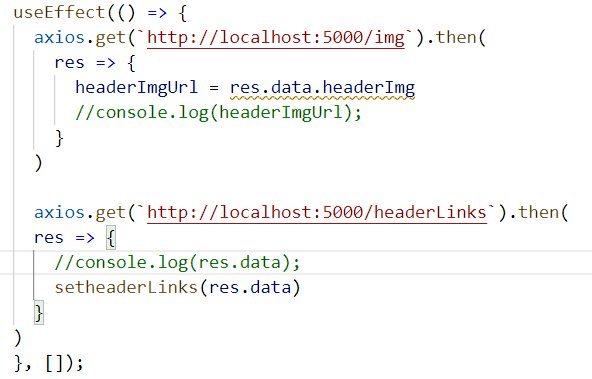 useEffect(() => {
axios.get(`http://localhost:5000/img`).then(
res => {
headerImgUrl = res.data.headerImg
//console.log(headerImgUrl);
}
)
axios.get(`http://localhost:5000/headerLinks`).then(
res => {
//console.log(res.data);
setheaderLinks(res.data)
}
)
}, []);